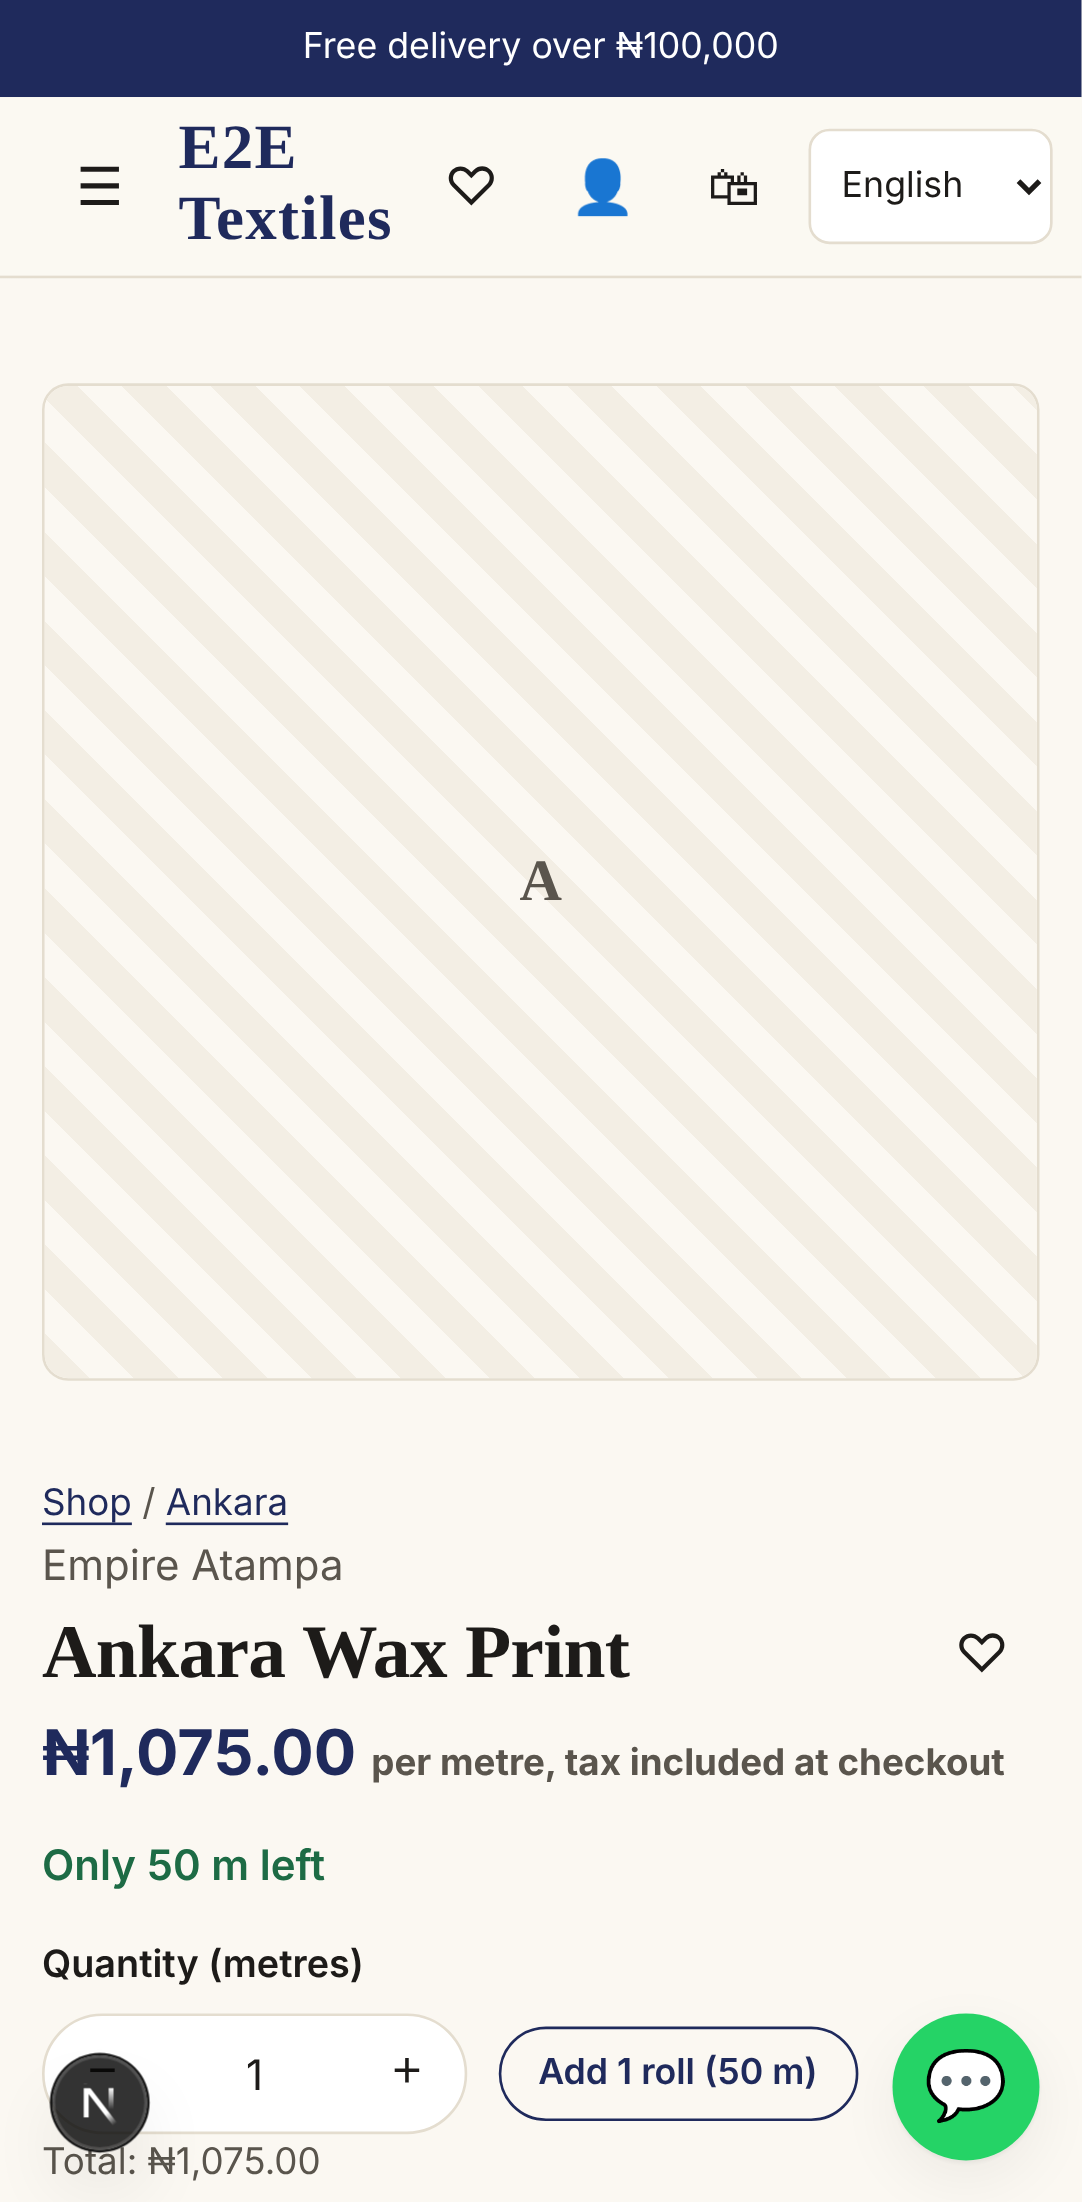 Free delivery over ₦100,000
E2E
Textiles
English
A
Shop / Ankara
Empire Atampa
Ankara Wax Print
₦1,075.00 per metre, tax included at checkout
Only 50 m left
Quantity (metres)
− 1 + Add 1 roll (50 m)
N
Total: ₦1,075.00